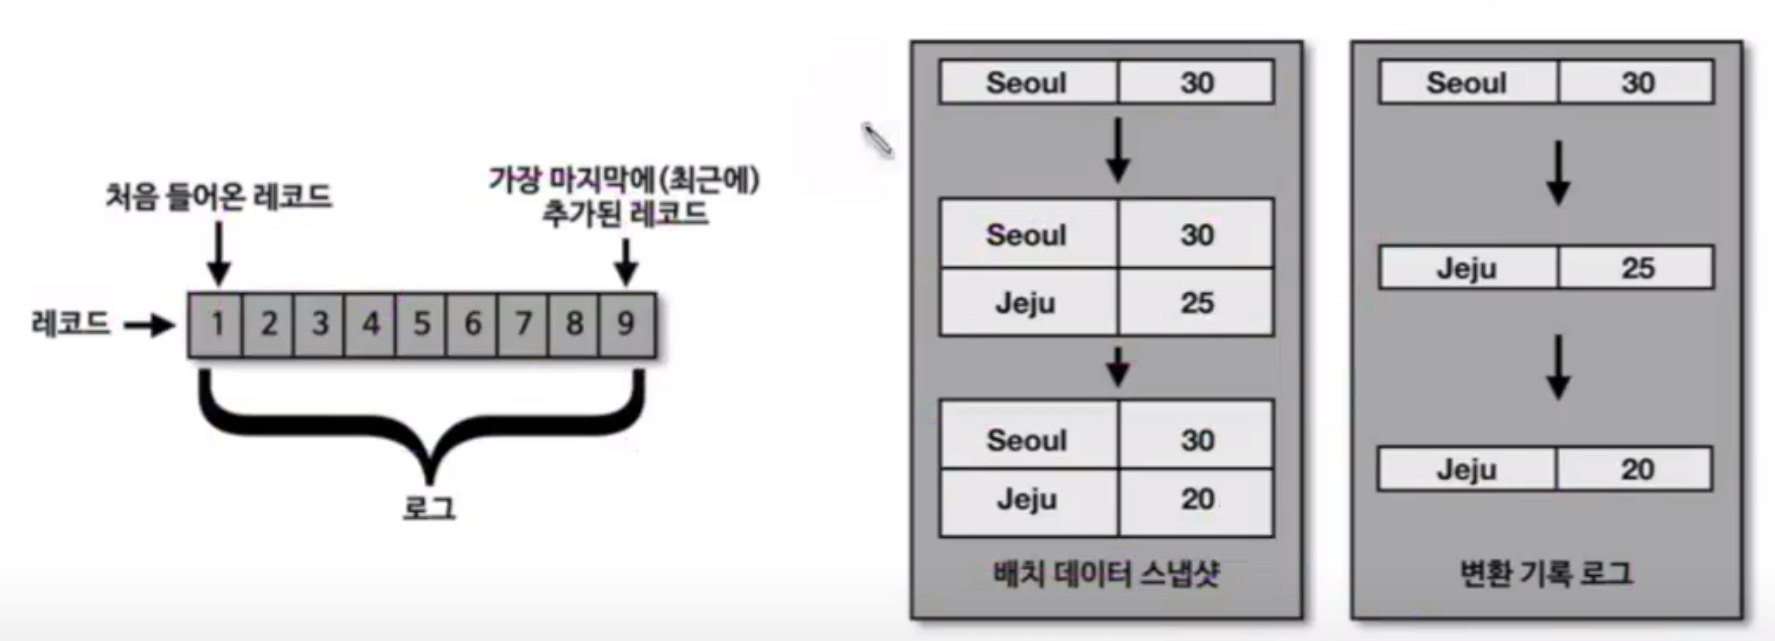 처음 들어온 레코드
가장 마지막에(최근에)
추가된 레코드
레코드
1 2 3 4 5 6 7 8 9
로그
Seoul 30
Seoul 30
Jeju 25
Seoul 30
Jeju 20
배치 데이터 스냅샷
Seoul 30
Jeju 25
Jeju 20
변환 기록 로그